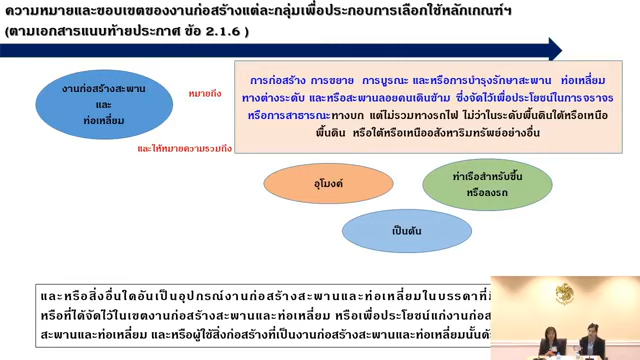 ความหมายและขอบเขตของงานก่อสร้างแต่ละกลุ่มเพื่อประกอบการเลือกใช้หลักเกณฑ์ฯ
(ตามเอกสารแนบท้ายประกาศ ข้อ 2.1.6 )
งานก่อสร้างสะพาน
และ
ท่อเหลี่ยม
หมายถึง
การก่อสร้าง การขยาย การบูรณะ และหรือการบำรุงรักษาสะพาน ท่อเหลี่ยม
ทางต่างระดับ และหรือสะพานลอยคนเดินข้าม ซึ่งจัดไว้เพื่อประโยชน์ในการจราจร
หรือการสาธารณะทางบก แต่ไม่รวมทางรถไฟ ไม่ว่าในระดับพื้นดินใต้หรือเหนือ
พื้นดิน หรือใต้หรือเหนืออสังหาริมทรัพย์อย่างอื่น
และให้หมายความรวมถึง
อุโมงค์
ท่าเรือสำหรับขึ้น
หรือลงรถ
เป็นต้น
และหรือสิ่งอื่นใดอันเป็นอุปกรณ์งานก่อสร้างสะพานและท่อเหลี่ยมในบรรดาที่
หรือที่ได้จัดไว้ในเขตงานก่อสร้างสะพานและท่อเหลี่ยม หรือเพื่อประโยชน์แก่งานก่อส
สะพานและท่อเหลี่ยม และหรือผู้ใช้สิ่งก่อสร้างที่เป็นงานก่อสร้างสะพานและท่อเหลี่ยมนั้น